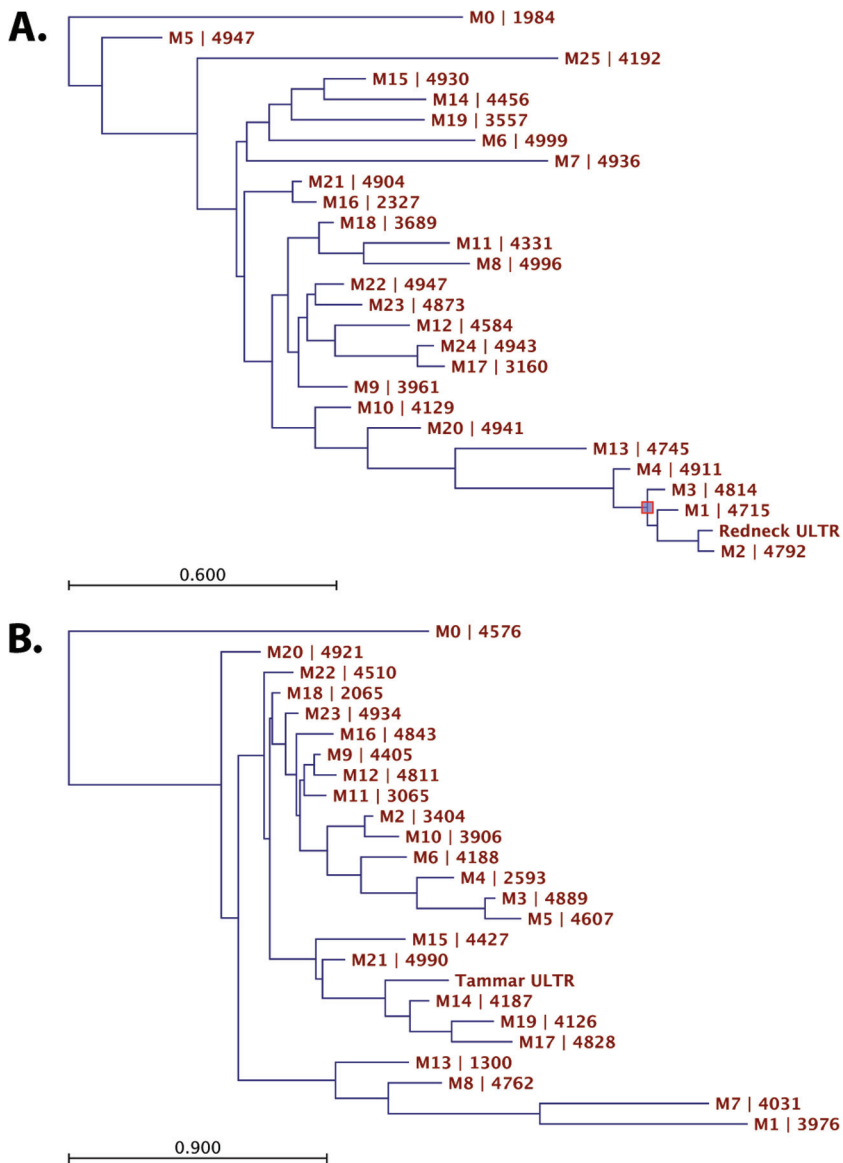 A.
M0 | 1984
M5 | 4947
M25 | 4192
M15 | 4930
M14 | 4456
M19 | 3557
M6 | 4999
M7 | 4936
M21 | 4904
M16 | 2327
M18 | 3689
M11 | 4331
M8 | 4996
M22 | 4947
M23 | 4873
M12 | 4584
M24 | 4943
M17 | 3160
M9 | 3961
M10 | 4129
M20 | 4941
M13 | 4745
M4 | 4911
M3 | 4814
M1 | 4715
Redneck ULTR
M2 | 4792
0.600
B.
M0 | 4576
M20 | 4921
M22 | 4510
M18 | 2065
M23 | 4934
M16 | 4843
M9 | 4405
M12 | 4811
M11 | 3065
M2 | 3404
M10 | 3906
M6 | 4188
M4 | 2593
M3 | 4889
M5 | 4607
M15 | 4427
M21 | 4990
Tammar ULTR
M14 | 4187
M19 | 4126
M17 | 4828
M13 | 1300
M8 | 4762
M7 | 4031
M1 | 3976
0.900